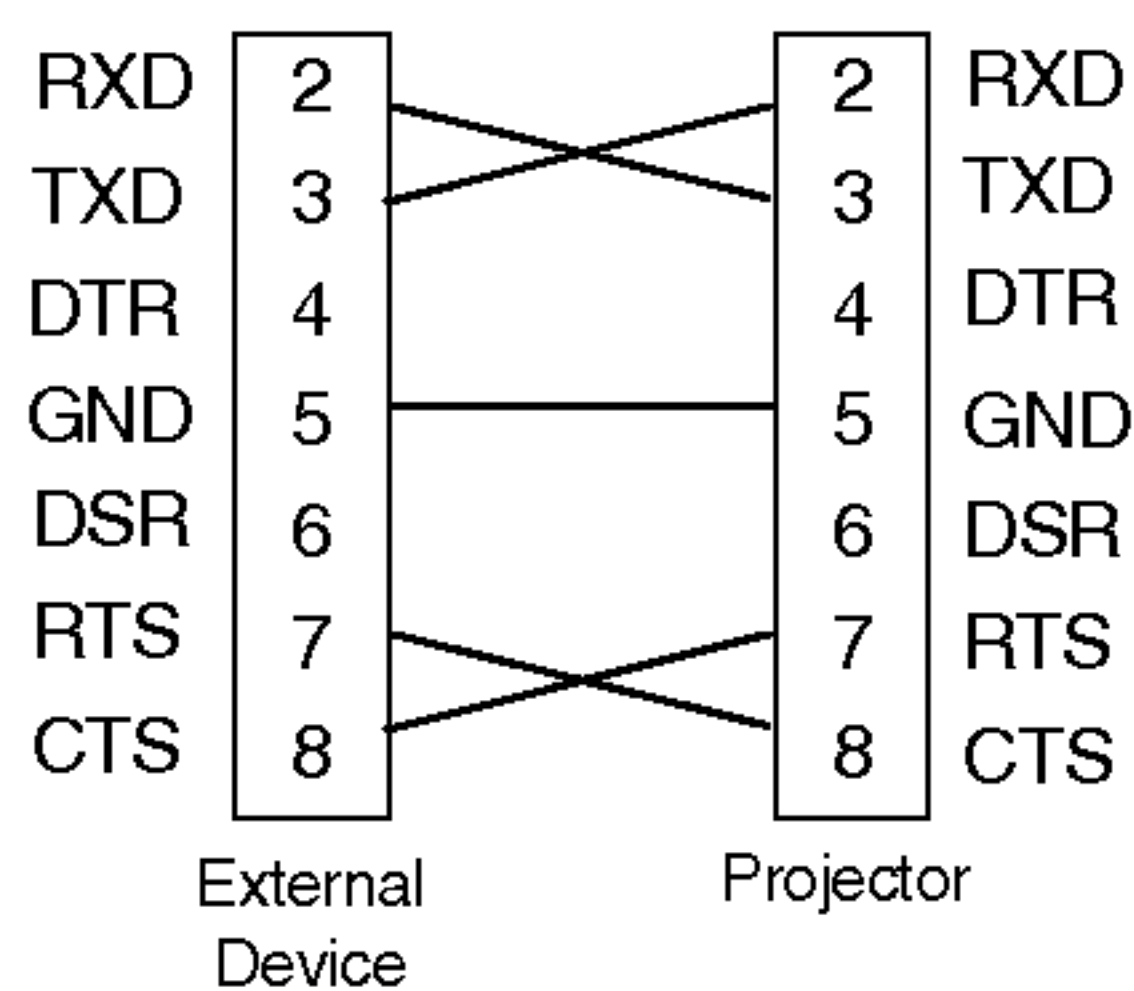 RXD 2 2 RXD
TXD 3 3 TXD
DTR 4 4 DTR
GND 5 5 GND
DSR 6 6 DSR
RTS 7 7 RTS
CTS 8 8 CTS
External Projector
Device